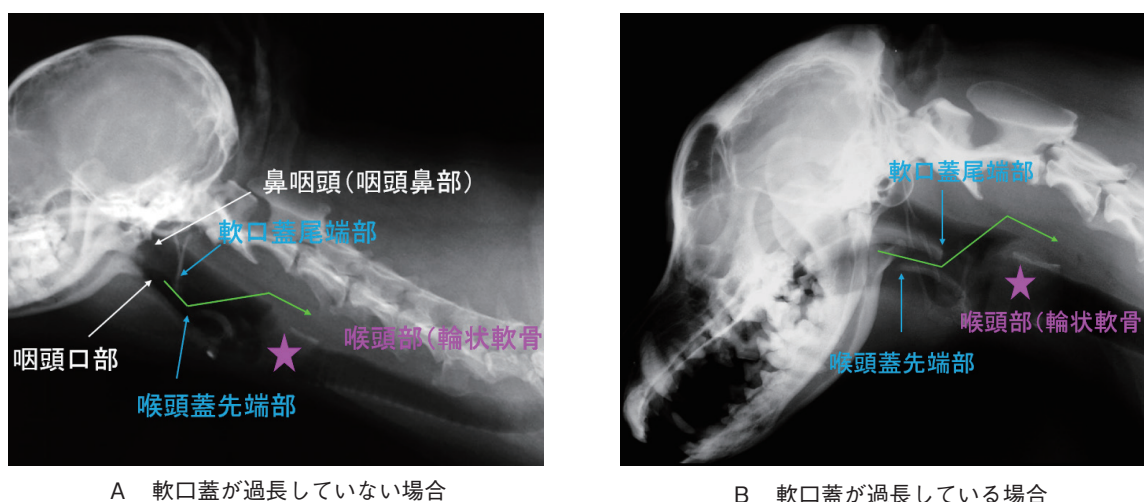 鼻咽頭（咽頭鼻部）
軟口蓋尾端部
喉頭部（輪状軟骨
咽頭口部
喉頭蓋先端部
A　軟口蓋が過長していない場合
軟口蓋尾端部
喉頭部（輪状軟骨
喉頭蓋先端部
B　軟口蓋が過長している場合